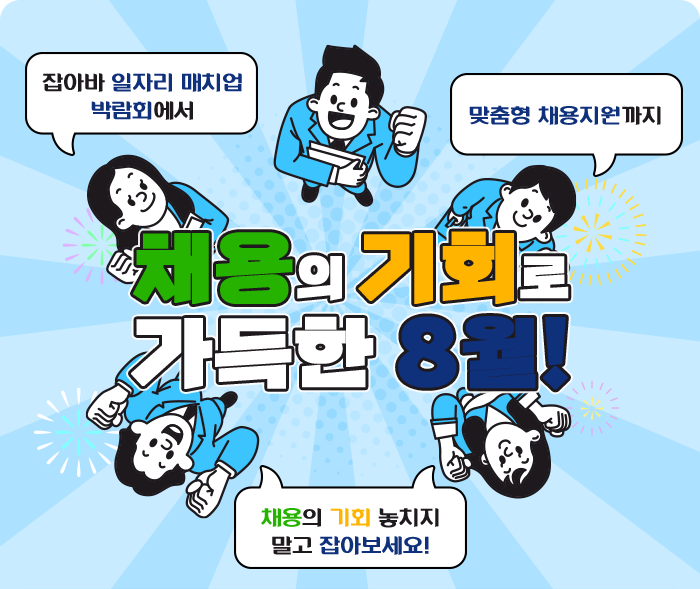 잡아바 일자리 매치업
박람회에서
맞춤형 채용지원까지
채용의 기회로
가득한 8월!
채용의 기회 놓치지
말고 잡아보세요!